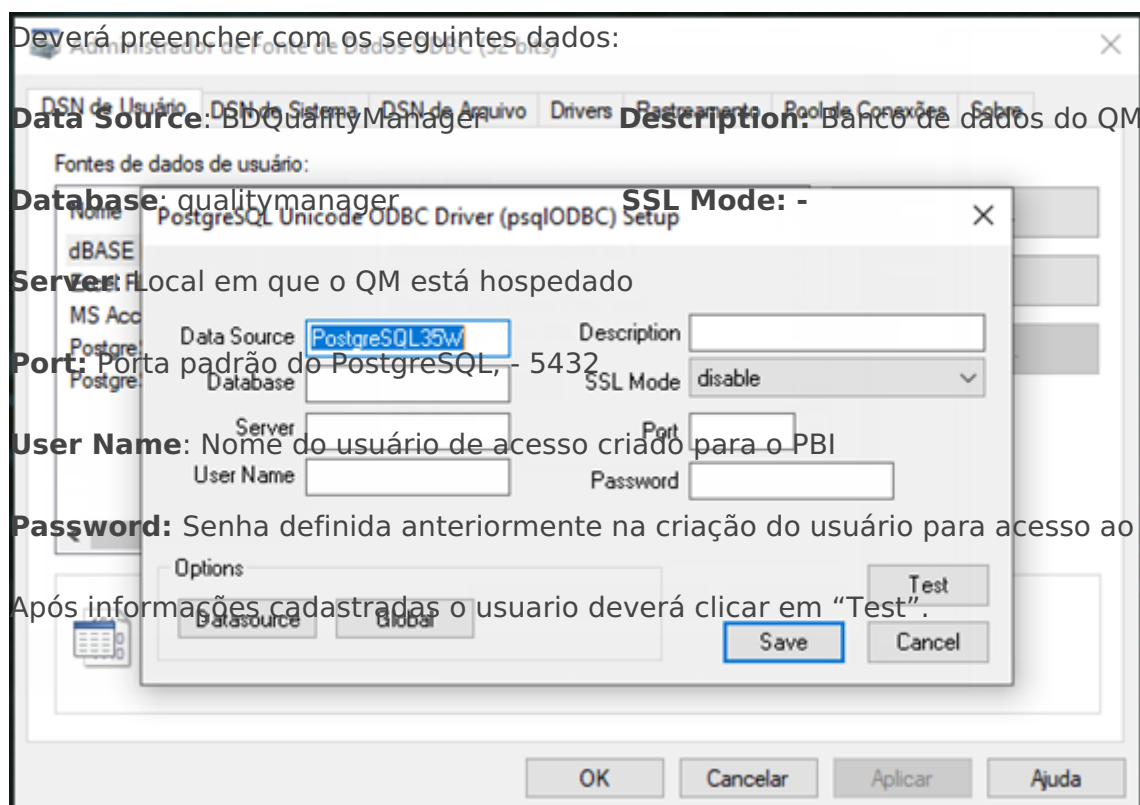 Deverá preencher com os seguintes dados:
Administrador de Fonte de Dados ODBC (32 bits)
DSN de Usuário DSN de Sistema DSN de Arquivo Drivers Rastreamento Pool de Conexões Sobre
Data Source: BDQualityManager Description: Banco de dados do QM
Fontes de dados de usuário:
Database: qualitymanager SSL Mode: -
Nome
PostgreSQL Unicode ODBC Driver (psqlODBC) Setup
dBASE
Server: Local em que o QM está hospedado
Excel Fi
MS Acc
Data Source PostgreSQL35W Description
Postgre
Port: Porta padrão do PostgreSQL, - 5432
Postgre
Database SSL Mode disable
Server Port
User Name: Nome do usuário de acesso criado para o PBI
User Name Password
Password: Senha definida anteriormente na criação do usuário para acesso ao
Options
Test
Após informações cadastradas o usuario deverá clicar em “Test”.
Datasource Global
Save Cancel
OK Cancelar Aplicar Ajuda